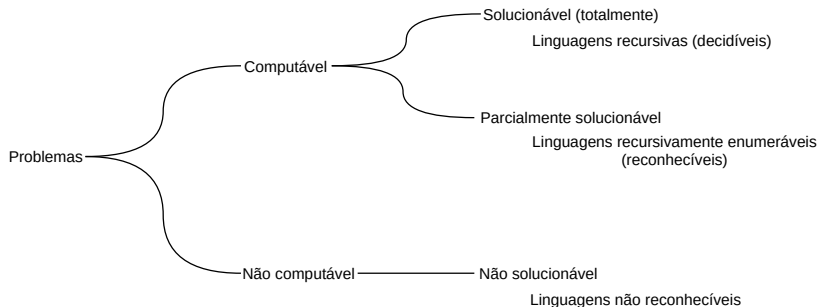 Solucionável (totalmente)
Linguagens recursivas (decidíveis)
Computável
Parcialmente solucionável
Linguagens recursivamente enumeráveis
(reconhecíveis)
Problemas
Não computável
Não solucionável
Linguagens não reconhecíveis